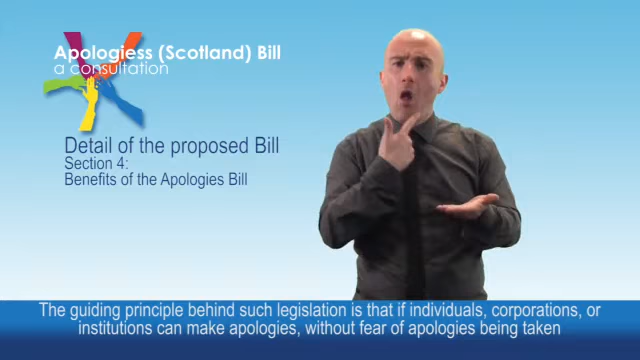 Apologiess (Scotland) Bill
a consultation
Detail of the proposed Bill
Section 4:
Benefits of the Apologies Bill
The guiding principle behind such legislation is that if individuals, corporations, or
institutions can make apologies, without fear of apologies being taken